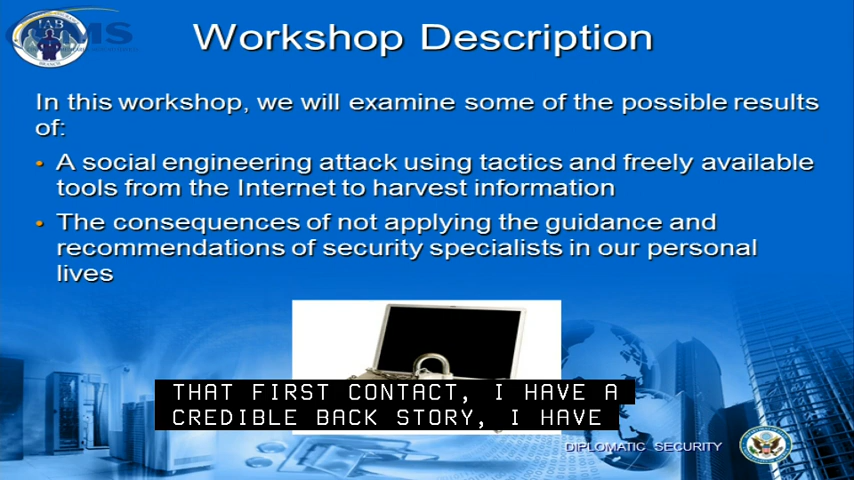 IAB
CMS
Workshop Description
In this workshop, we will examine some of the possible results
of:
• A social engineering attack using tactics and freely available
tools from the Internet to harvest information
• The consequences of not applying the guidance and
recommendations of security specialists in our personal
lives
THAT FIRST CONTACT, I HAVE A
CREDIBLE BACK STORY, I HAVE
DIPLOMATIC SECURITY